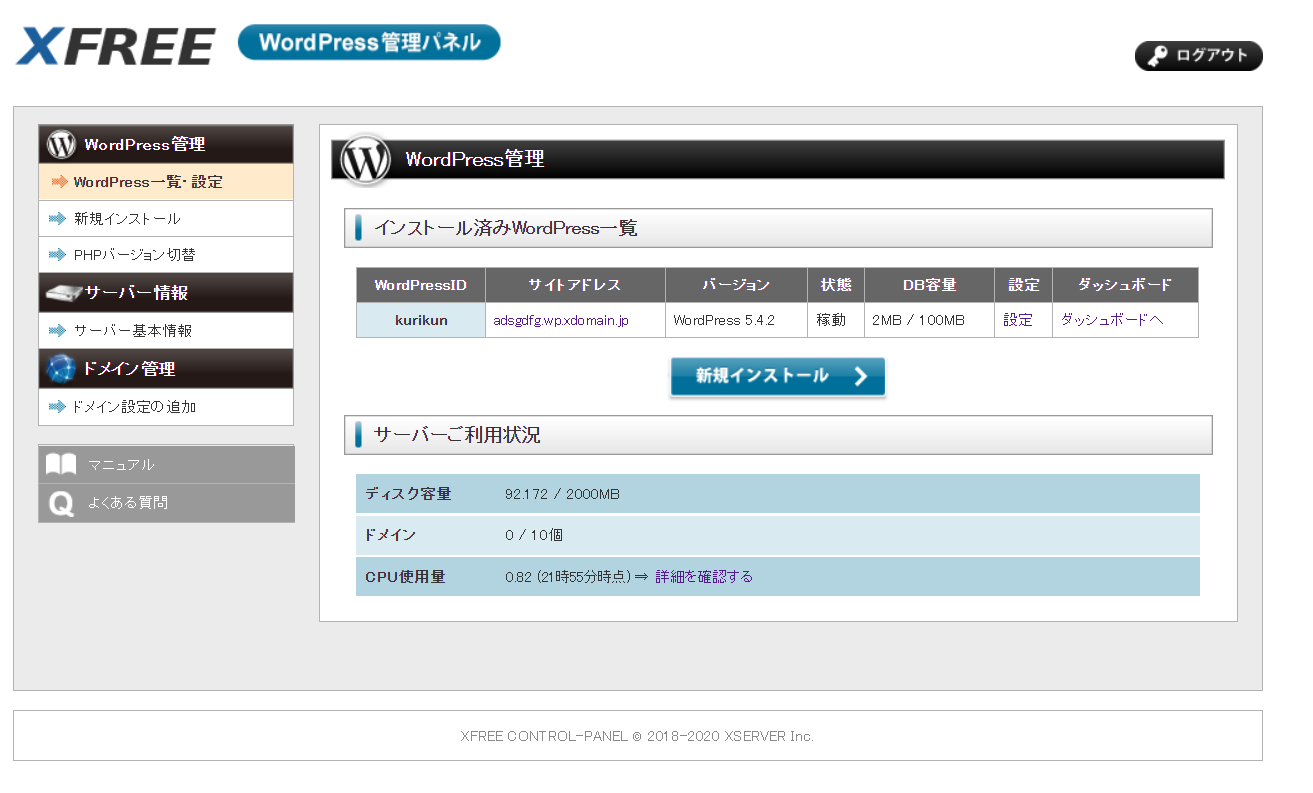 XFREE WordPress管理パネル
ログアウト
WordPress管理
WordPress一覧・設定
新規インストール
PHPバージョン切替
サーバー情報
サーバー基本情報
ドメイン管理
ドメイン設定の追加
マニュアル
よくある質問
WordPress管理
インストール済みWordPress一覧
WordPressID サイトアドレス バージョン 状態 DB容量 設定 ダッシュボード
kurikun adsgdfg.wp.xdomain.jp WordPress 5.4.2 稼動 2MB / 100MB 設定 ダッシュボードへ
新規インストール
サーバーご利用状況
ディスク容量 92.172 / 2000MB
ドメイン 0 / 10個
CPU使用量 0.82 (21時55分時点) ⇒ 詳細を確認する
XFREE CONTROL-PANEL © 2018-2020 XSERVER Inc.